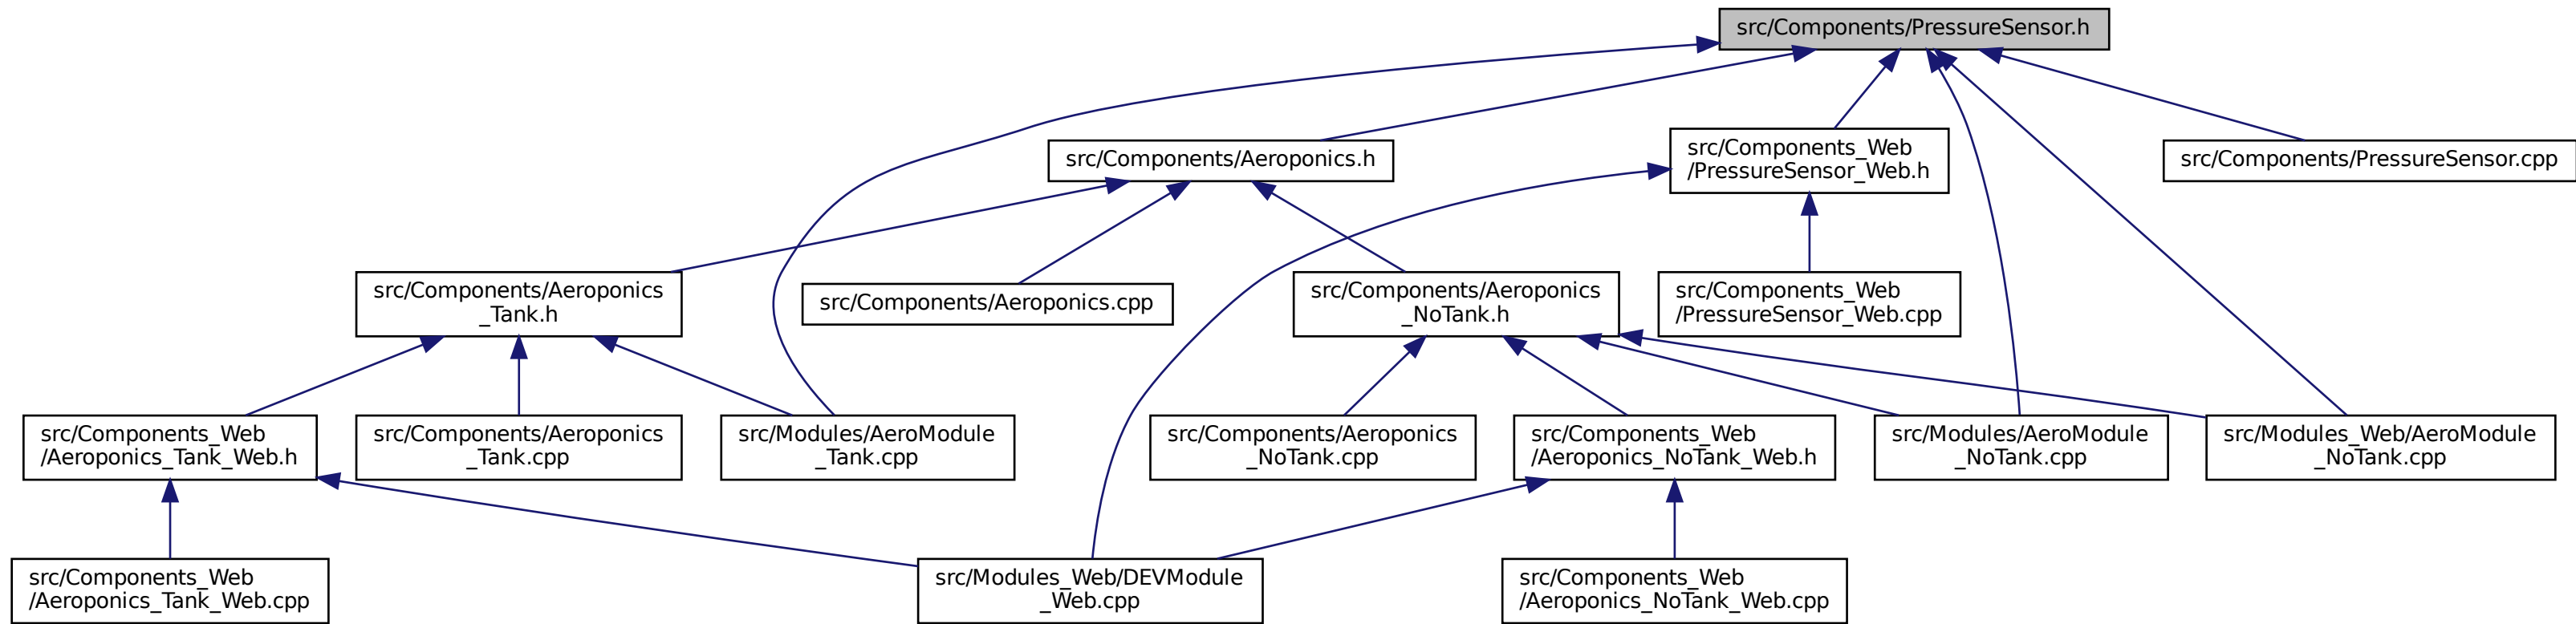 src/Components/PressureSensor.h
src/Components/Aeroponics.h
src/Components_Web
/PressureSensor_Web.h
src/Components/PressureSensor.cpp
src/Components/Aeroponics
_Tank.h
src/Components/Aeroponics.cpp
src/Components/Aeroponics
_NoTank.h
src/Components_Web
/PressureSensor_Web.cpp
src/Components_Web
/Aeroponics_Tank_Web.h
src/Components/Aeroponics
_Tank.cpp
src/Modules/AeroModule
_Tank.cpp
src/Components/Aeroponics
_NoTank.cpp
src/Components_Web
/Aeroponics_NoTank_Web.h
src/Modules/AeroModule
_NoTank.cpp
src/Modules_Web/AeroModule
_NoTank.cpp
src/Components_Web
/Aeroponics_Tank_Web.cpp
src/Modules_Web/DEVModule
_Web.cpp
src/Components_Web
/Aeroponics_NoTank_Web.cpp